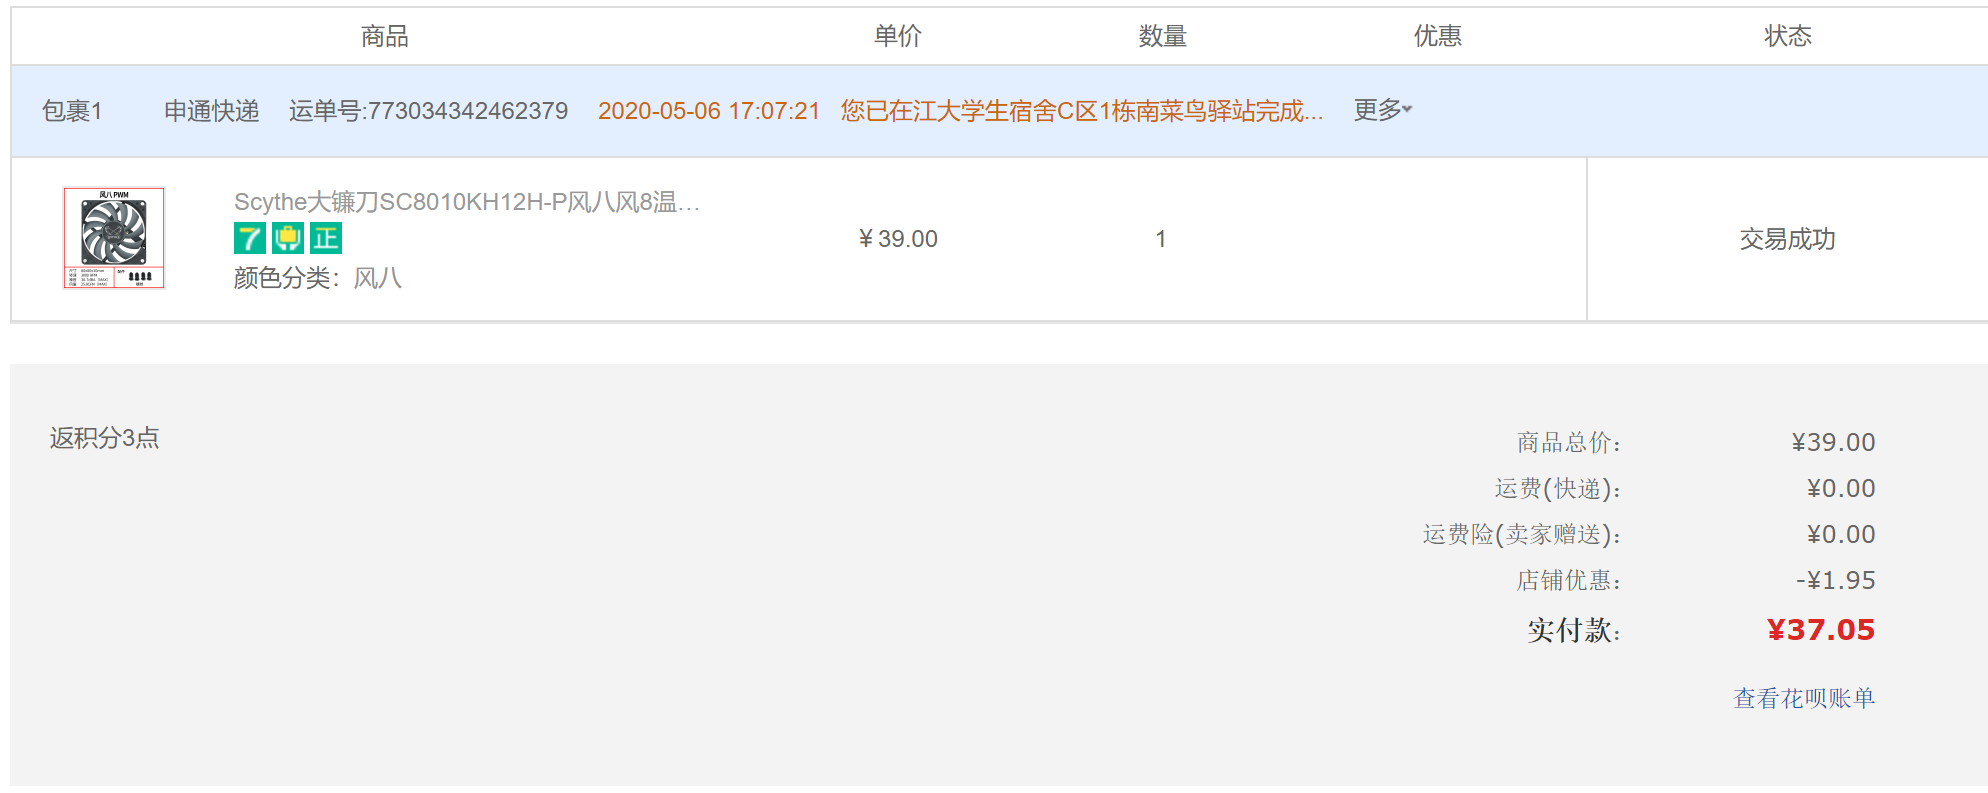 商品 单价 数量 优惠 状态
包裹1 申通快递 运单号:773034342462379 2020-05-06 17:07:21 您已在江大学生宿舍C区1栋南菜鸟驿站完成... 更多
风八 PWM
Scythe大镰刀SC8010KH12H-P风八风8温...
7 正
颜色分类：风八
¥ 39.00 1 交易成功
返积分3点
商品总价： ¥39.00
运费(快递)： ¥0.00
运费险(卖家赠送)： ¥0.00
店铺优惠： -¥1.95
实付款： ¥37.05
查看花呗账单